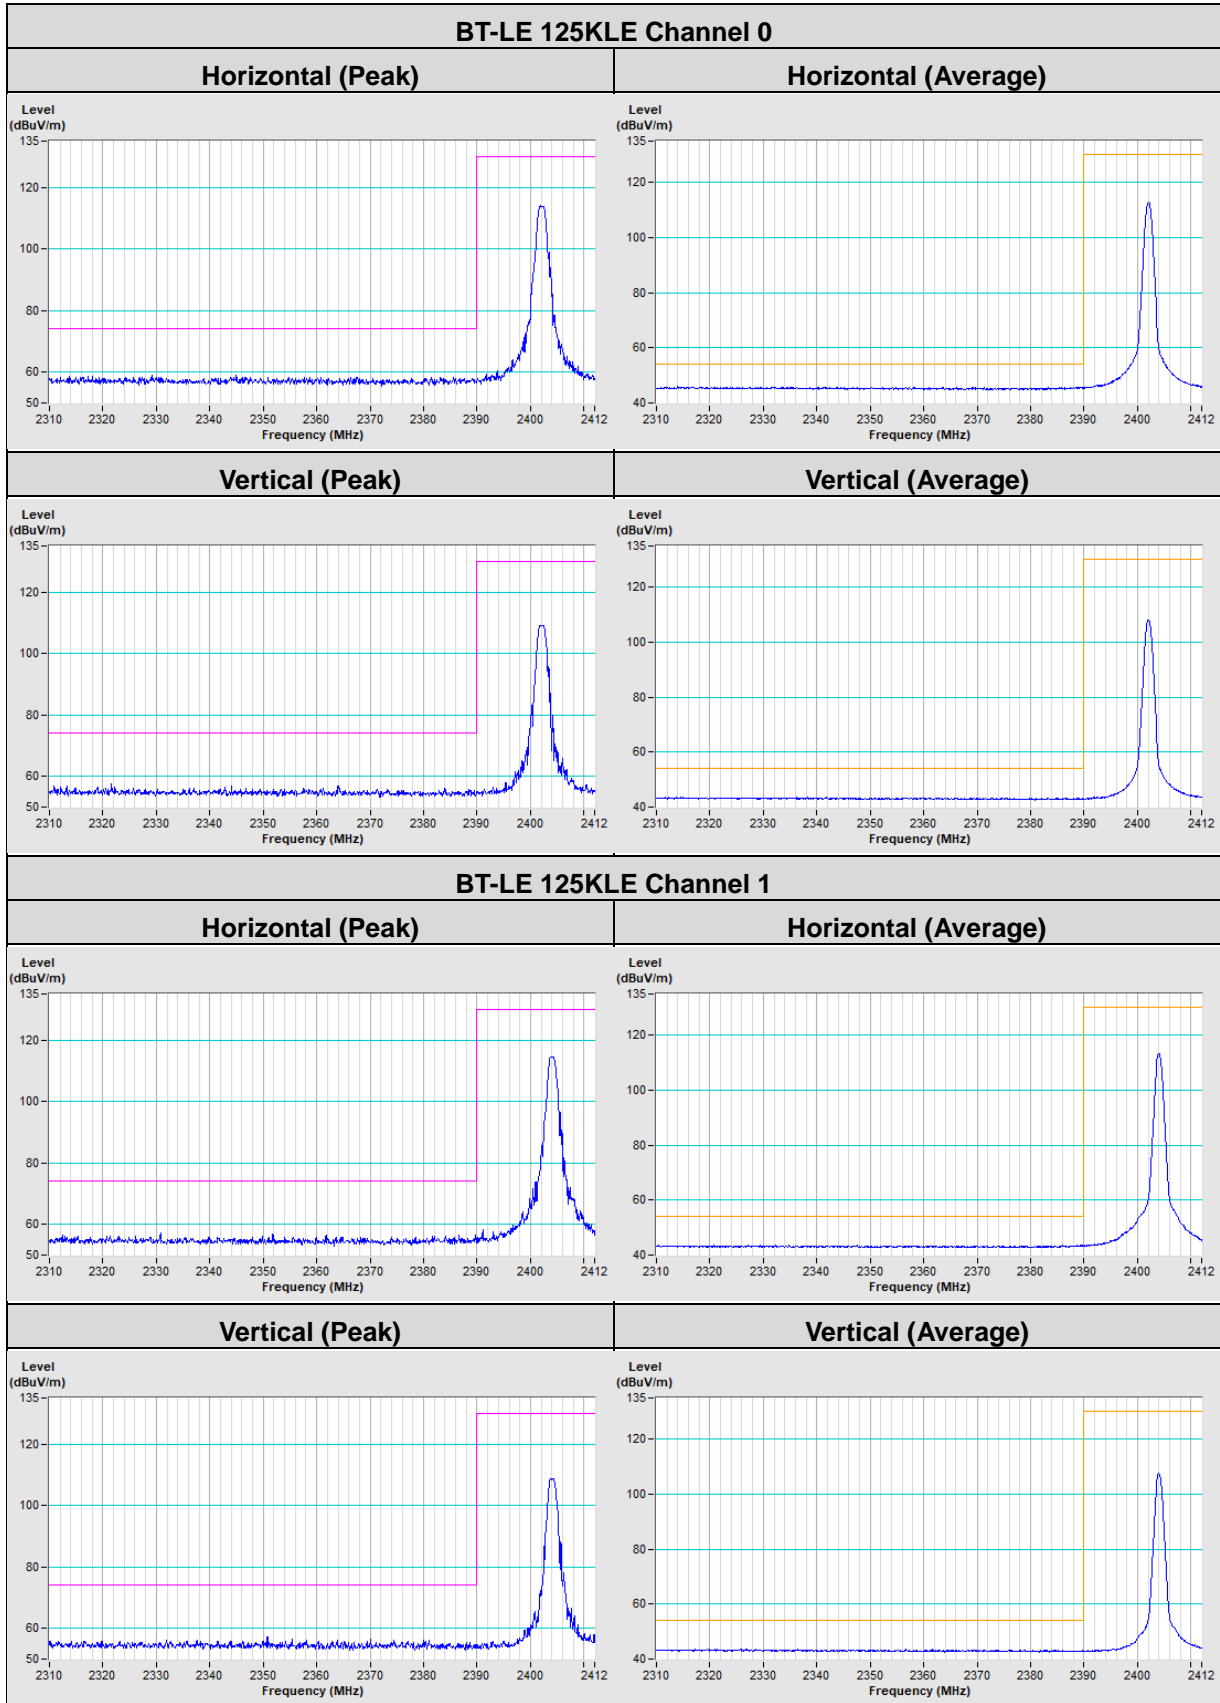 BT-LE 125KLE Channel 0
Horizontal (Peak)
Horizontal (Average)
Level
(dBuV/m)
135
120
100
80
60
50
2310 2320 2330 2340 2350 2360 2370 2380 2390 2400 2412
Frequency (MHz)
Level
(dBuV/m)
135
120
100
80
60
40
2310 2320 2330 2340 2350 2360 2370 2380 2390 2400 2412
Frequency (MHz)
Vertical (Peak)
Vertical (Average)
Level
(dBuV/m)
135
120
100
80
60
50
2310 2320 2330 2340 2350 2360 2370 2380 2390 2400 2412
Frequency (MHz)
Level
(dBuV/m)
135
120
100
80
60
40
2310 2320 2330 2340 2350 2360 2370 2380 2390 2400 2412
Frequency (MHz)
BT-LE 125KLE Channel 1
Horizontal (Peak)
Horizontal (Average)
Level
(dBuV/m)
135
120
100
80
60
50
2310 2320 2330 2340 2350 2360 2370 2380 2390 2400 2412
Frequency (MHz)
Level
(dBuV/m)
135
120
100
80
60
40
2310 2320 2330 2340 2350 2360 2370 2380 2390 2400 2412
Frequency (MHz)
Vertical (Peak)
Vertical (Average)
Level
(dBuV/m)
135
120
100
80
60
50
2310 2320 2330 2340 2350 2360 2370 2380 2390 2400 2412
Frequency (MHz)
Level
(dBuV/m)
135
120
100
80
60
40
2310 2320 2330 2340 2350 2360 2370 2380 2390 2400 2412
Frequency (MHz)